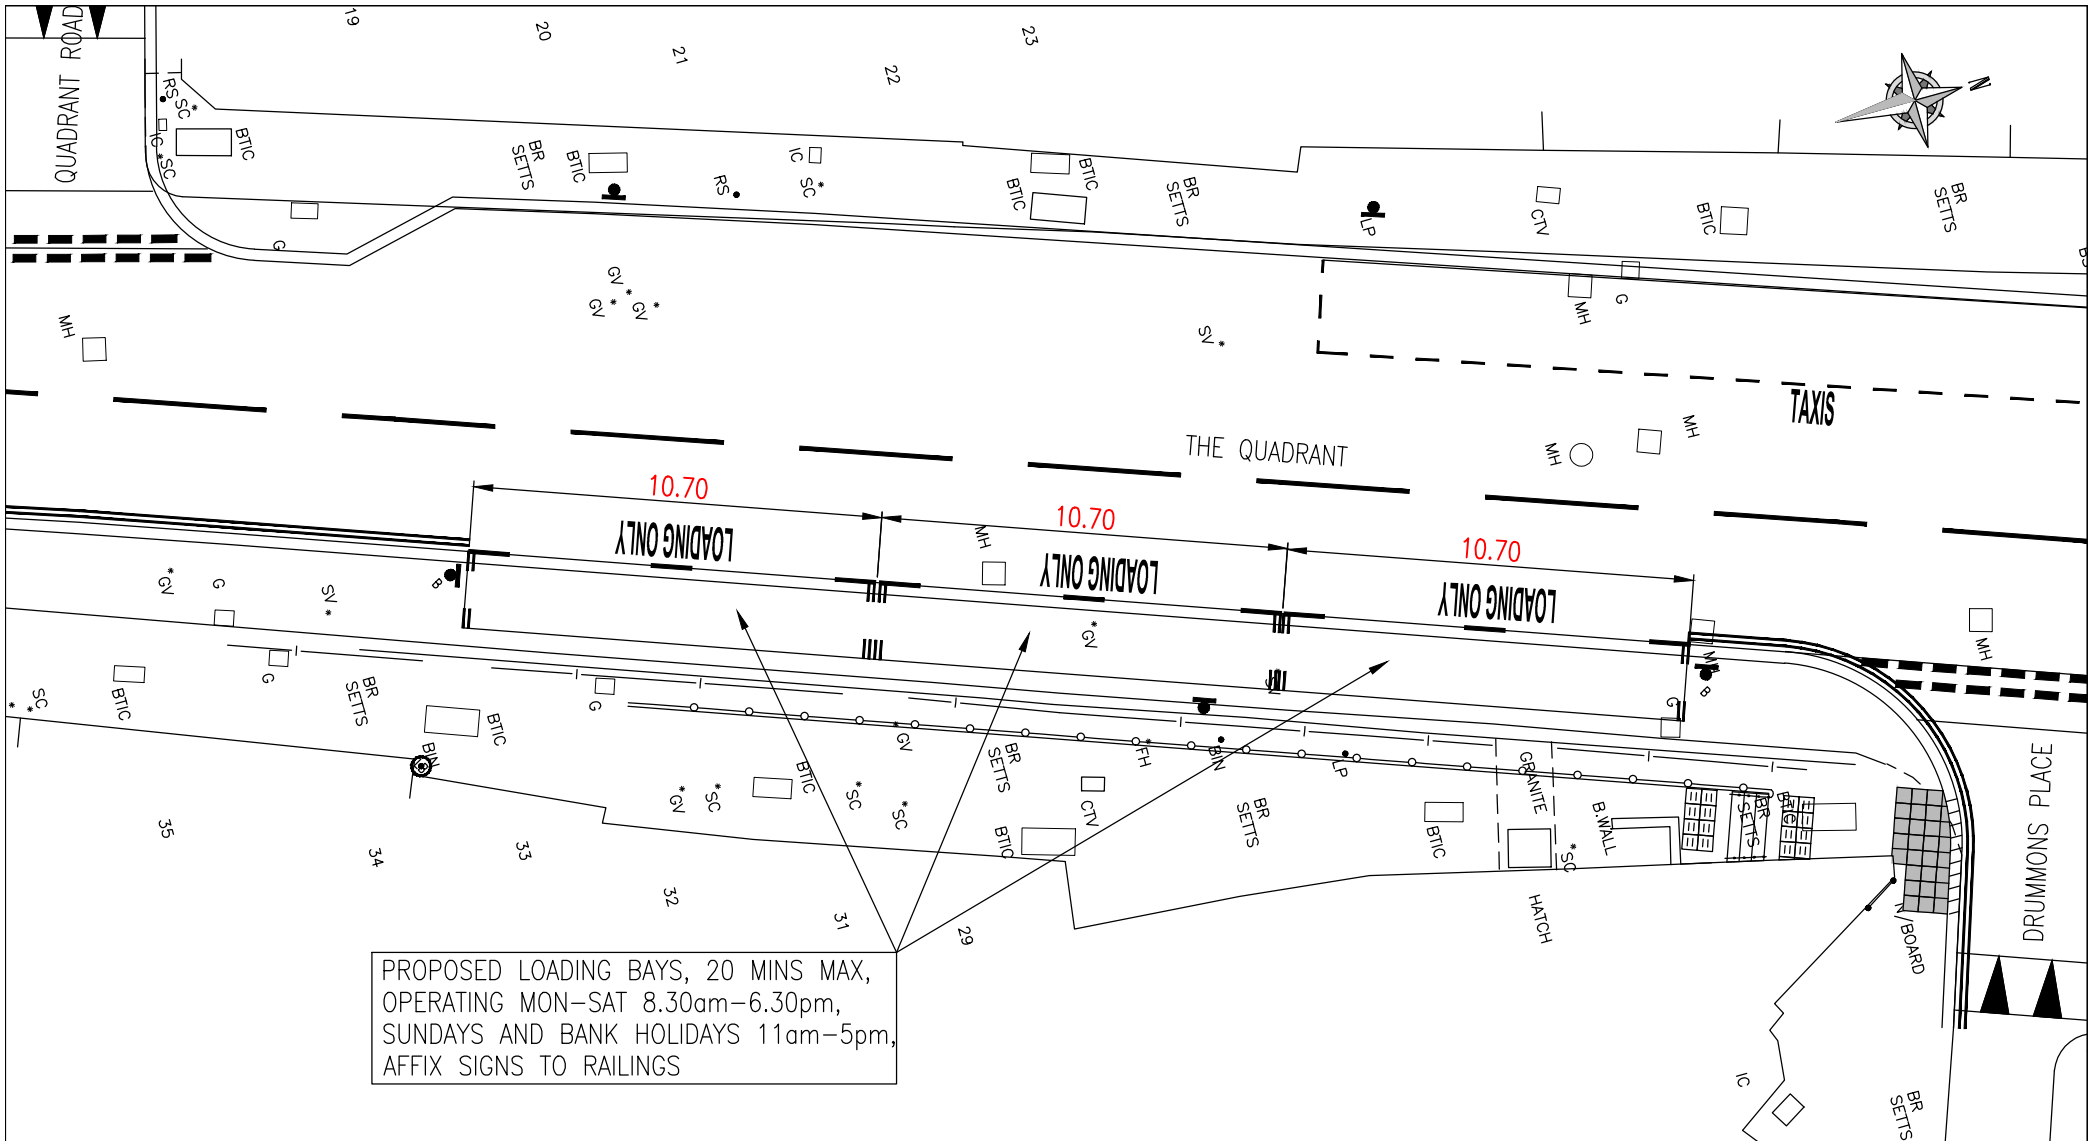 QUADRANT ROAD
19
20
21
22
23
N
RS
SC
IC
SC
BTIC
G
BR
SETTS
BTIC
RS
IC
SC
BTIC
BTIC
BR
SETTS
LP
CTV
BTIC
BR
SETTS
GV
GV
GV
MH
SV
MH
G
TAXIS
THE QUADRANT
MH
MH
10.70
10.70
10.70
LOADING ONLY
LOADING ONLY
LOADING ONLY
MH
MH
GV
G
SV
B
GV
B
G
SC
BTIC
G
BR
SETTS
BTIC
G
BIN
GV
BR
SETTS
FH
BIN
LP
GRANITE
BTIC
SC
SC
GV
SC
BTIC
CTV
BR
SETTS
BTIC
B.WALL
SC
HATCH
BR
SETTS
BTIC
N/BOARD
DRUMMONS PLACE
35
34
33
32
31
29
IC
BR
SETTS
PROPOSED LOADING BAYS, 20 MINS MAX,
OPERATING MON-SAT 8.30am-6.30pm,
SUNDAYS AND BANK HOLIDAYS 11am-5pm,
AFFIX SIGNS TO RAILINGS